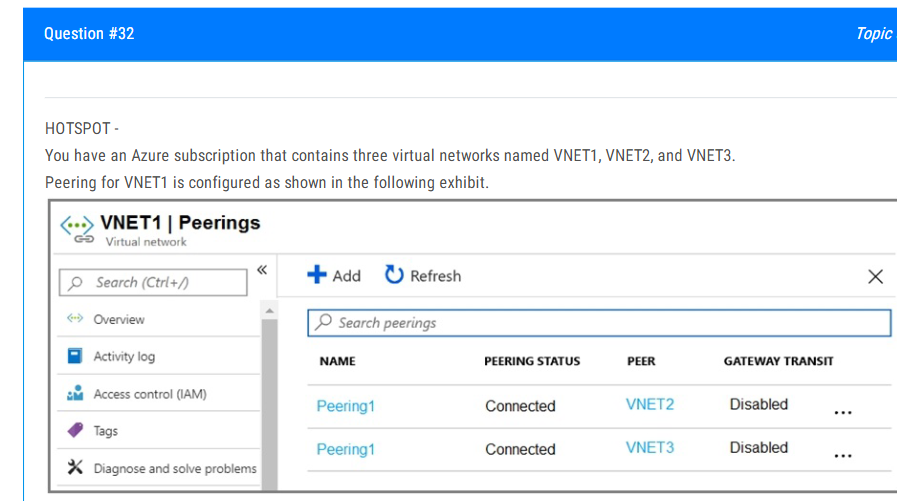 Question #32
Topic
HOTSPOT -
You have an Azure subscription that contains three virtual networks named VNET1, VNET2, and VNET3.
Peering for VNET1 is configured as shown in the following exhibit.
VNET1 | Peerings
Virtual network
Search (Ctrl+/)
«
Add
Refresh
Overview
Search peerings
Activity log
NAME
PEERING STATUS
PEER
GATEWAY TRANSIT
Access control (IAM)
Peering1
Connected
VNET2
Disabled
...
Tags
Peering1
Connected
VNET3
Disabled
...
Diagnose and solve problems